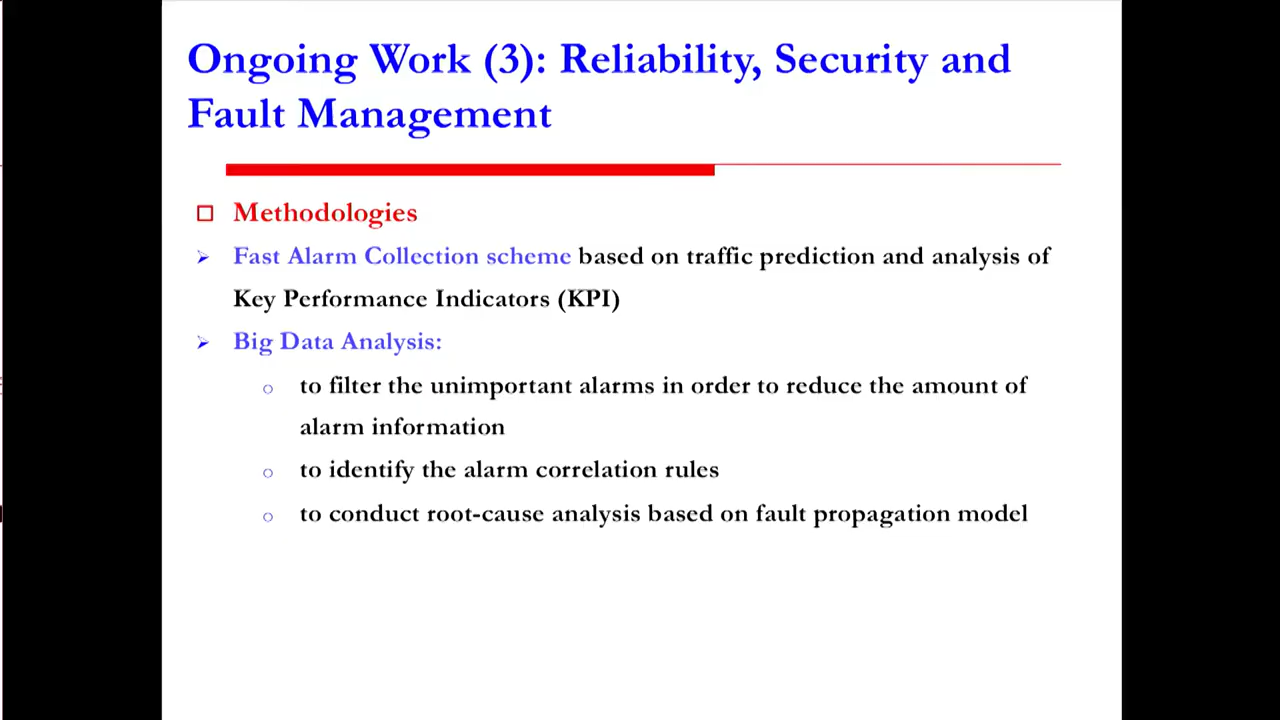 Ongoing Work (3): Reliability, Security and
Fault Management
Methodologies
Fast Alarm Collection scheme based on traffic prediction and analysis of
Key Performance Indicators (KPI)
Big Data Analysis:
to filter the unimportant alarms in order to reduce the amount of
alarm information
to identify the alarm correlation rules
to conduct root-cause analysis based on fault propagation model